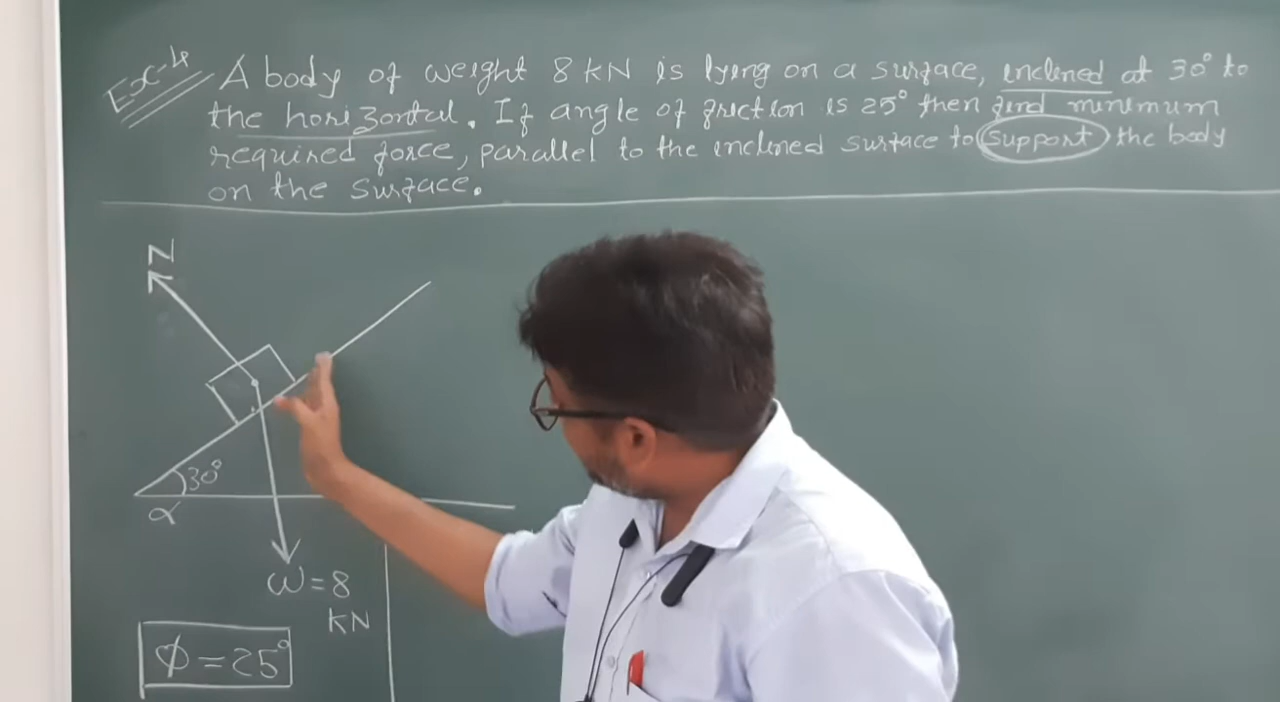 Ex-4
A body of weight 8 KN is lying on a surface, inclined at 30° to
the horizontal. If angle of friction is 25° then find minimum
required force, parallel to the inclined surface to support the body
on the surface.
N
30°
α
W = 8
KN
ϕ = 25°